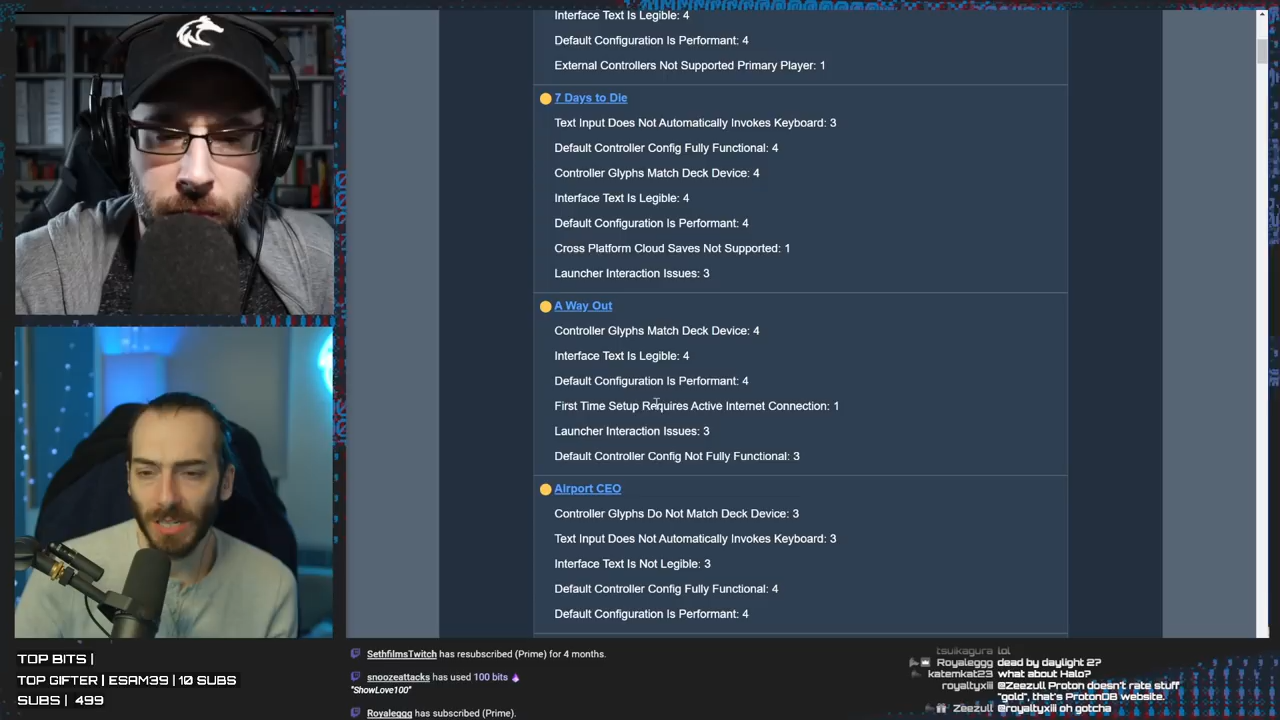 Interface Text Is Legible: 4
Default Configuration Is Performant: 4
External Controllers Not Supported Primary Player: 1
7 Days to Die
Text Input Does Not Automatically Invokes Keyboard: 3
Default Controller Config Fully Functional: 4
Controller Glyphs Match Deck Device: 4
Interface Text Is Legible: 4
Default Configuration Is Performant: 4
Cross Platform Cloud Saves Not Supported: 1
Launcher Interaction Issues: 3
A Way Out
Controller Glyphs Match Deck Device: 4
Interface Text Is Legible: 4
Default Configuration Is Performant: 4
First Time Setup Requires Active Internet Connection: 1
Launcher Interaction Issues: 3
Default Controller Config Not Fully Functional: 3
Airport CEO
Controller Glyphs Do Not Match Deck Device: 3
Text Input Does Not Automatically Invokes Keyboard: 3
Interface Text Is Not Legible: 3
Default Controller Config Fully Functional: 4
Default Configuration Is Performant: 4
TOP BITS |
TOP GIFTER | ESAM39 | 10 SUBS
SUBS | 499
SethfilmsTwitch has resubscribed (Prime) for 4 months.
snoozeattacks has used 100 bits
"ShowLove100"
Royaleggg has subscribed (Prime).
tsuikagura lol
Royaleggg dead by daylight 2?
katemkat23 what about Halo?
royaltyxiii @Zeezull Proton doesn't rate stuff
"gold", that's ProtonDB website.
Zeezull @royaltyxiii oh gotcha